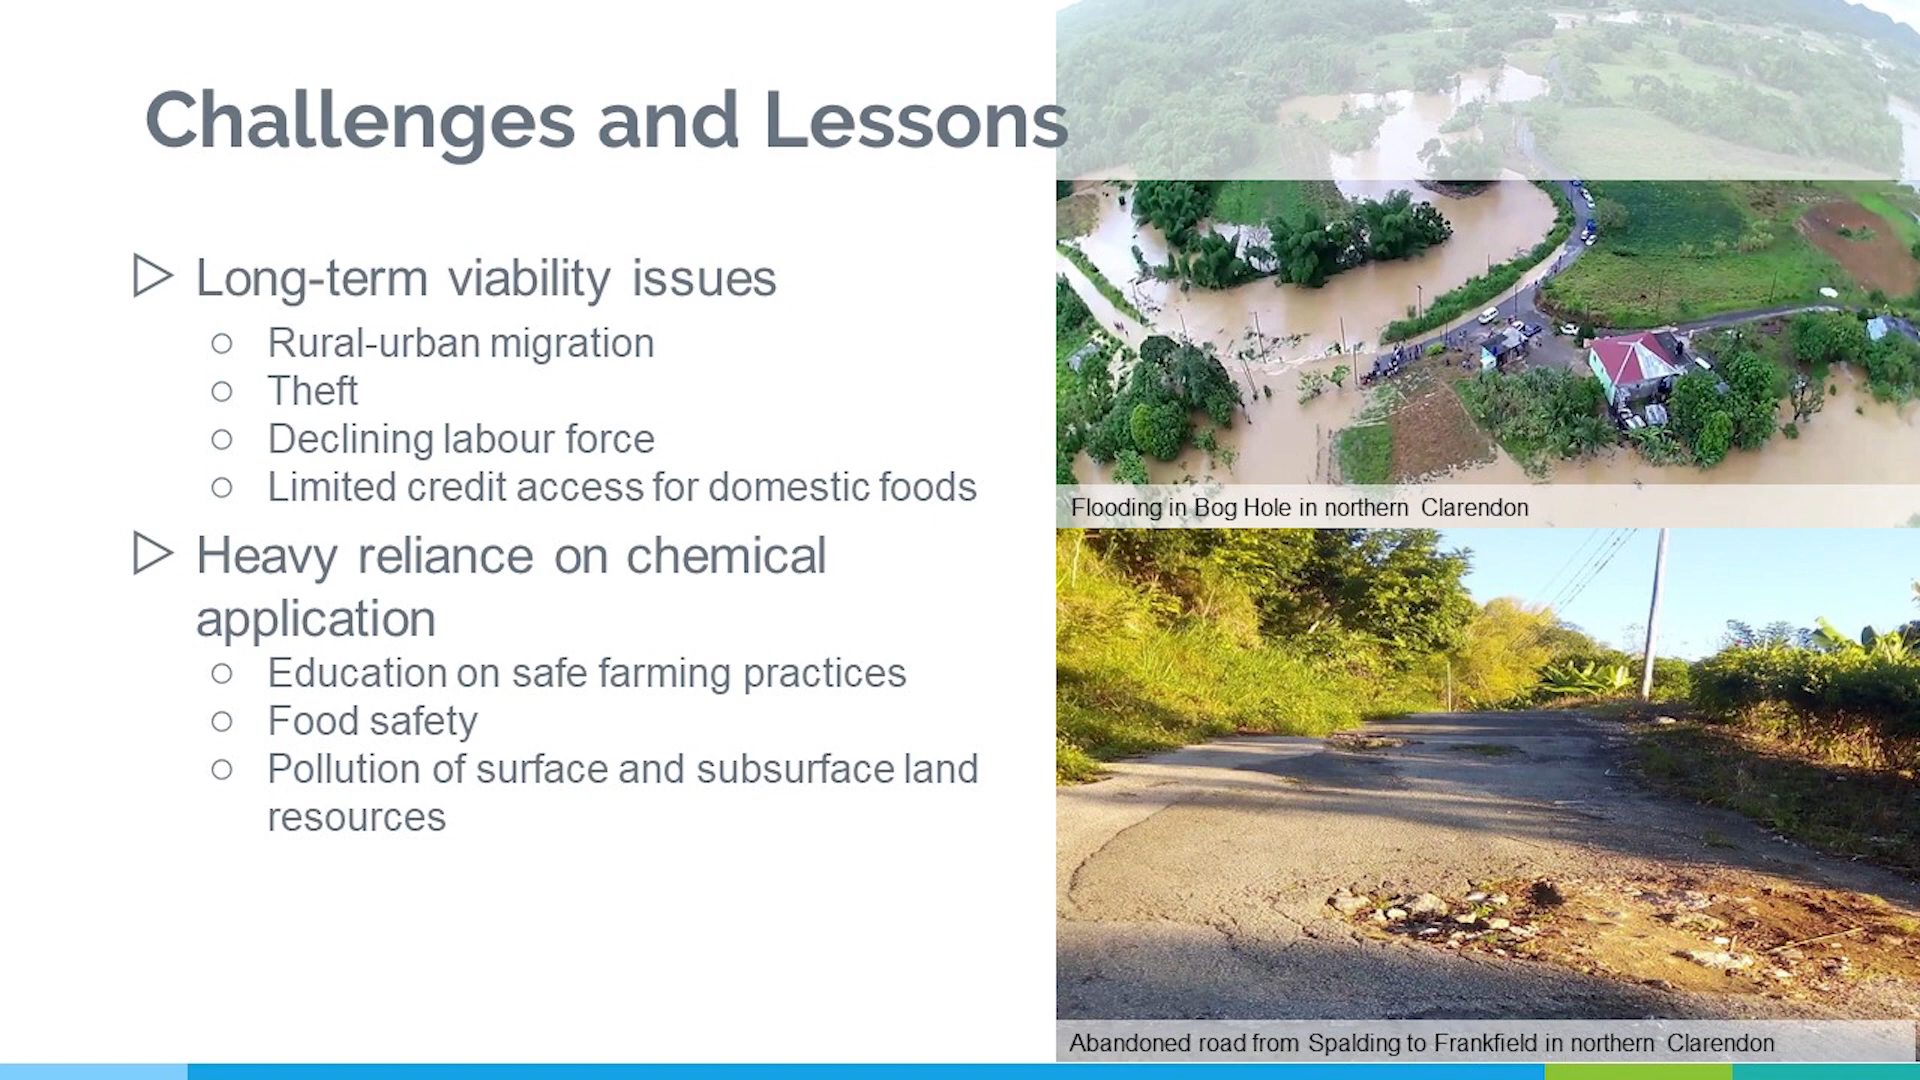 Challenges and Lessons
Long-term viability issues
Rural-urban migration
Theft
Declining labour force
Limited credit access for domestic foods
Heavy reliance on chemical
application
Education on safe farming practices
Food safety
Pollution of surface and subsurface land
resources
Flooding in Bog Hole in northern Clarendon
Abandoned road from Spalding to Frankfield in northern Clarendon